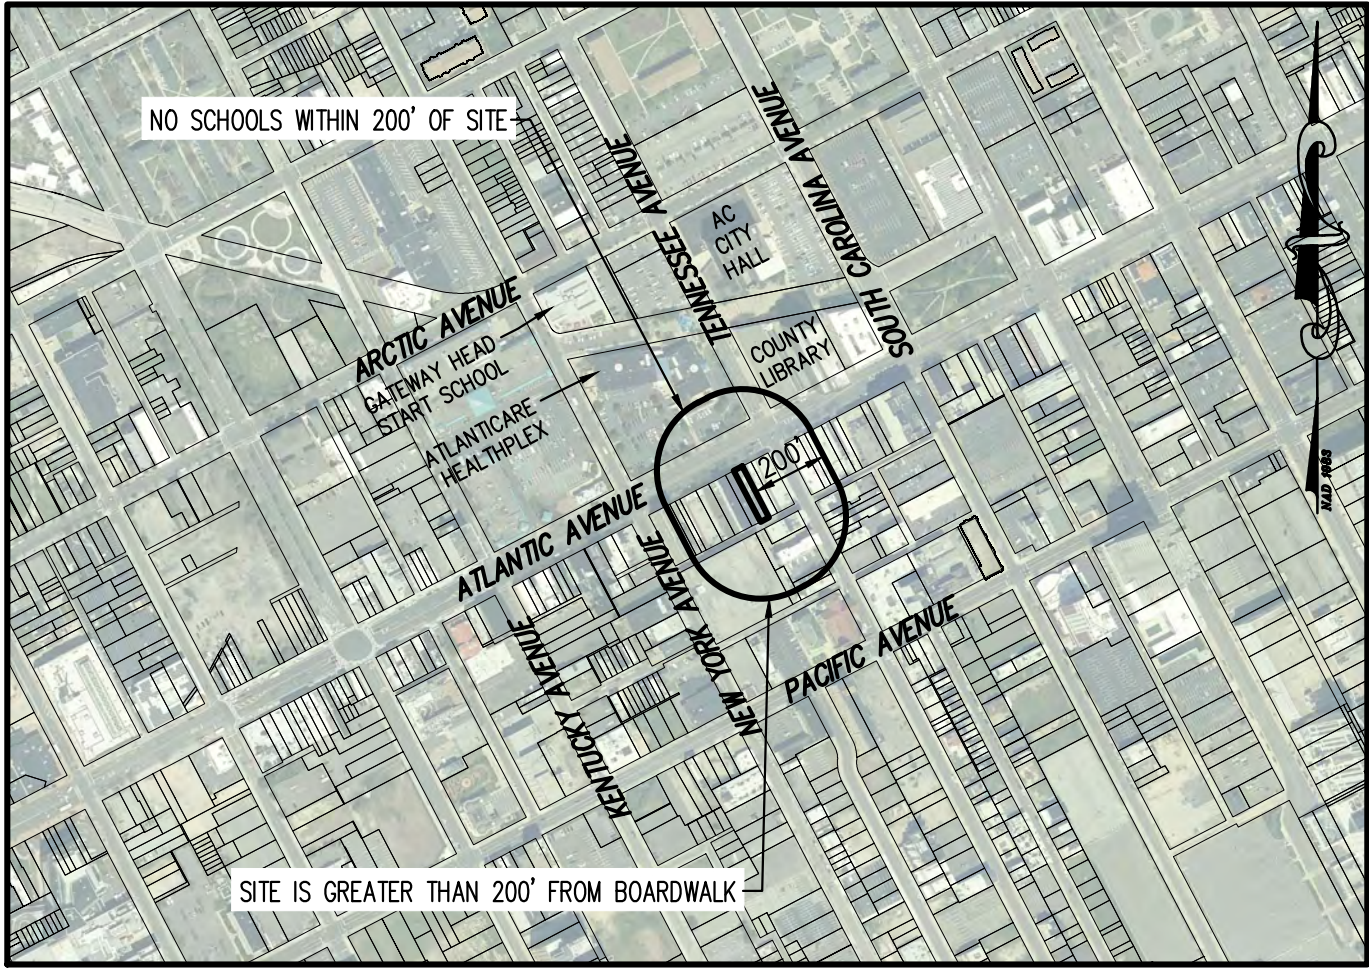 NO SCHOOLS WITHIN 200' OF SITE
TENNESSEE AVENUE
SOUTH CAROLINA AVENUE
AC
CITY
HALL
ARCTIC AVENUE
GATEWAY HEAD
START SCHOOL
COUNTY
LIBRARY
ATLANTICARE
HEALTHPLEX
200'
ATLANTIC AVENUE
NAD 1983
KENTUCKY AVENUE
NEW YORK AVENUE
PACIFIC AVENUE
SITE IS GREATER THAN 200' FROM BOARDWALK